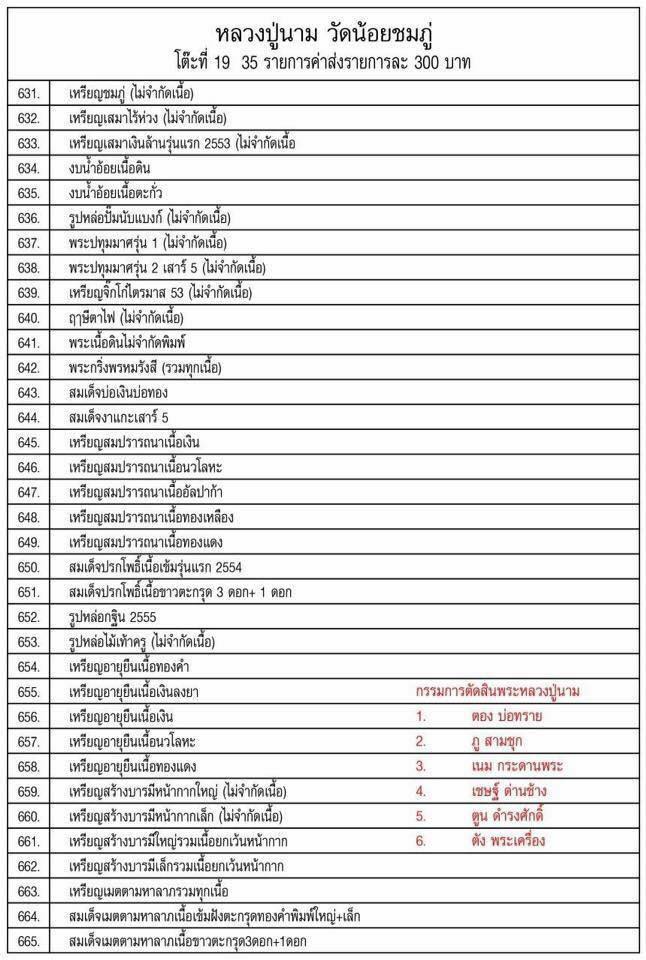 หลวงปู่นาม วัดน้อยชมภู่
โต๊ะที่ 19 35 รายการค่าส่งรายการละ 300 บาท
631. เหรียญชมภู่ (ไม่จำกัดเนื้อ)
632. เหรียญเสมาไร้ห่วง (ไม่จำกัดเนื้อ)
633. เหรียญเสมาเงินล้านรุ่นแรก 2553 (ไม่จำกัดเนื้อ
634. งบน้ำอ้อยเนื้อดิน
635. งบน้ำอ้อยเนื้อตะกั่ว
636. รูปหล่อปั๊มนับแบงก์ (ไม่จำกัดเนื้อ)
637. พระปทุมมาศรุ่น 1 (ไม่จำกัดเนื้อ)
638. พระปทุมมาศรุ่น 2 เสาร์ 5 (ไม่จำกัดเนื้อ)
639. เหรียญจิ๊กโก๋ไตรมาส 53 (ไม่จำกัดเนื้อ)
640. ฤาษีตาไฟ (ไม่จำกัดเนื้อ)
641. พระเนื้อดินไม่จำกัดพิมพ์
642. พระกริ่งพรหมรังสี (รวมทุกเนื้อ)
643. สมเด็จบ่อเงินบ่อทอง
644. สมเด็จงาแกะเสาร์ 5
645. เหรียญสมปรารถนาเนื้อเงิน
646. เหรียญสมปรารถนาเนื้อนวโลหะ
647. เหรียญสมปรารถนาเนื้ออัลปาก้า
648. เหรียญสมปรารถนาเนื้อทองเหลือง
649. เหรียญสมปรารถนาเนื้อทองแดง
650. สมเด็จปรกโพธิ์เนื้อเข้มรุ่นแรก 2554
651. สมเด็จปรกโพธิ์เนื้อขาวตะกรุด 3 ดอก+ 1 ดอก
652. รูปหล่อกฐิน 2555
653. รูปหล่อไม้เท้าครู (ไม่จำกัดเนื้อ)
654. เหรียญอายุยืนเนื้อทองคำ
655. เหรียญอายุยืนเนื้อเงินลงยา กรรมการตัดสินพระหลวงปู่นาม
656. เหรียญอายุยืนเนื้อเงิน 1. ตอง บ่อทราย
657. เหรียญอายุยืนเนื้อนวโลหะ 2. ภู สามชุก
658. เหรียญอายุยืนเนื้อทองแดง 3. เนม กระดานพระ
659. เหรียญสร้างบารมีหน้ากากใหญ่ (ไม่จำกัดเนื้อ) 4. เชษฐ์ ด่านช้าง
660. เหรียญสร้างบารมีหน้ากากเล็ก (ไม่จำกัดเนื้อ) 5. ตูน ดำรงศักดิ์
661. เหรียญสร้างบารมีใหญ่รวมเนื้อยกเว้นหน้ากาก 6. ตัง พระเครื่อง
662. เหรียญสร้างบารมีเล็กรวมเนื้อยกเว้นหน้ากาก
663. เหรียญเมตตามหาลาภรวมทุกเนื้อ
664. สมเด็จเมตตามหาลาภเนื้อเข้มฝังตะกรุดทองคำพิมพ์ใหญ่+เล็ก
665. สมเด็จเมตตามหาลาภเนื้อขาวตะกรุด3ดอก+1ดอก